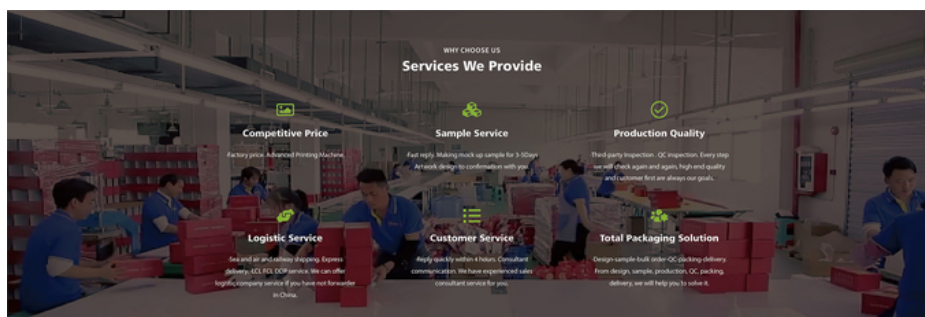 WHY CHOOSE US
Services We Provide
Competitive Price
Factory price. Advanced Printing Machine.
Sample Service
Fast reply. Making mock up sample for 3-5Days
Artwork design to confirmation with you.
Production Quality
Third-party Inspection . QC inspection. Every step
we will check again and again, high-end quality
and customer first are always our goals.
Logistic Service
Sea and air and railway shipping. Express
delivery. LCL FCL DDP service. We can offer
logistic company service if you have not forwarder
in China.
Customer Service
Reply quickly within 4 hours. Consultant
communication. We have experienced sales
consultant service for you.
Total Packaging Solution
Design-sample-bulk order-QC-packing-delivery.
From design, sample, production, QC, packing,
delivery, we will help you to solve it.